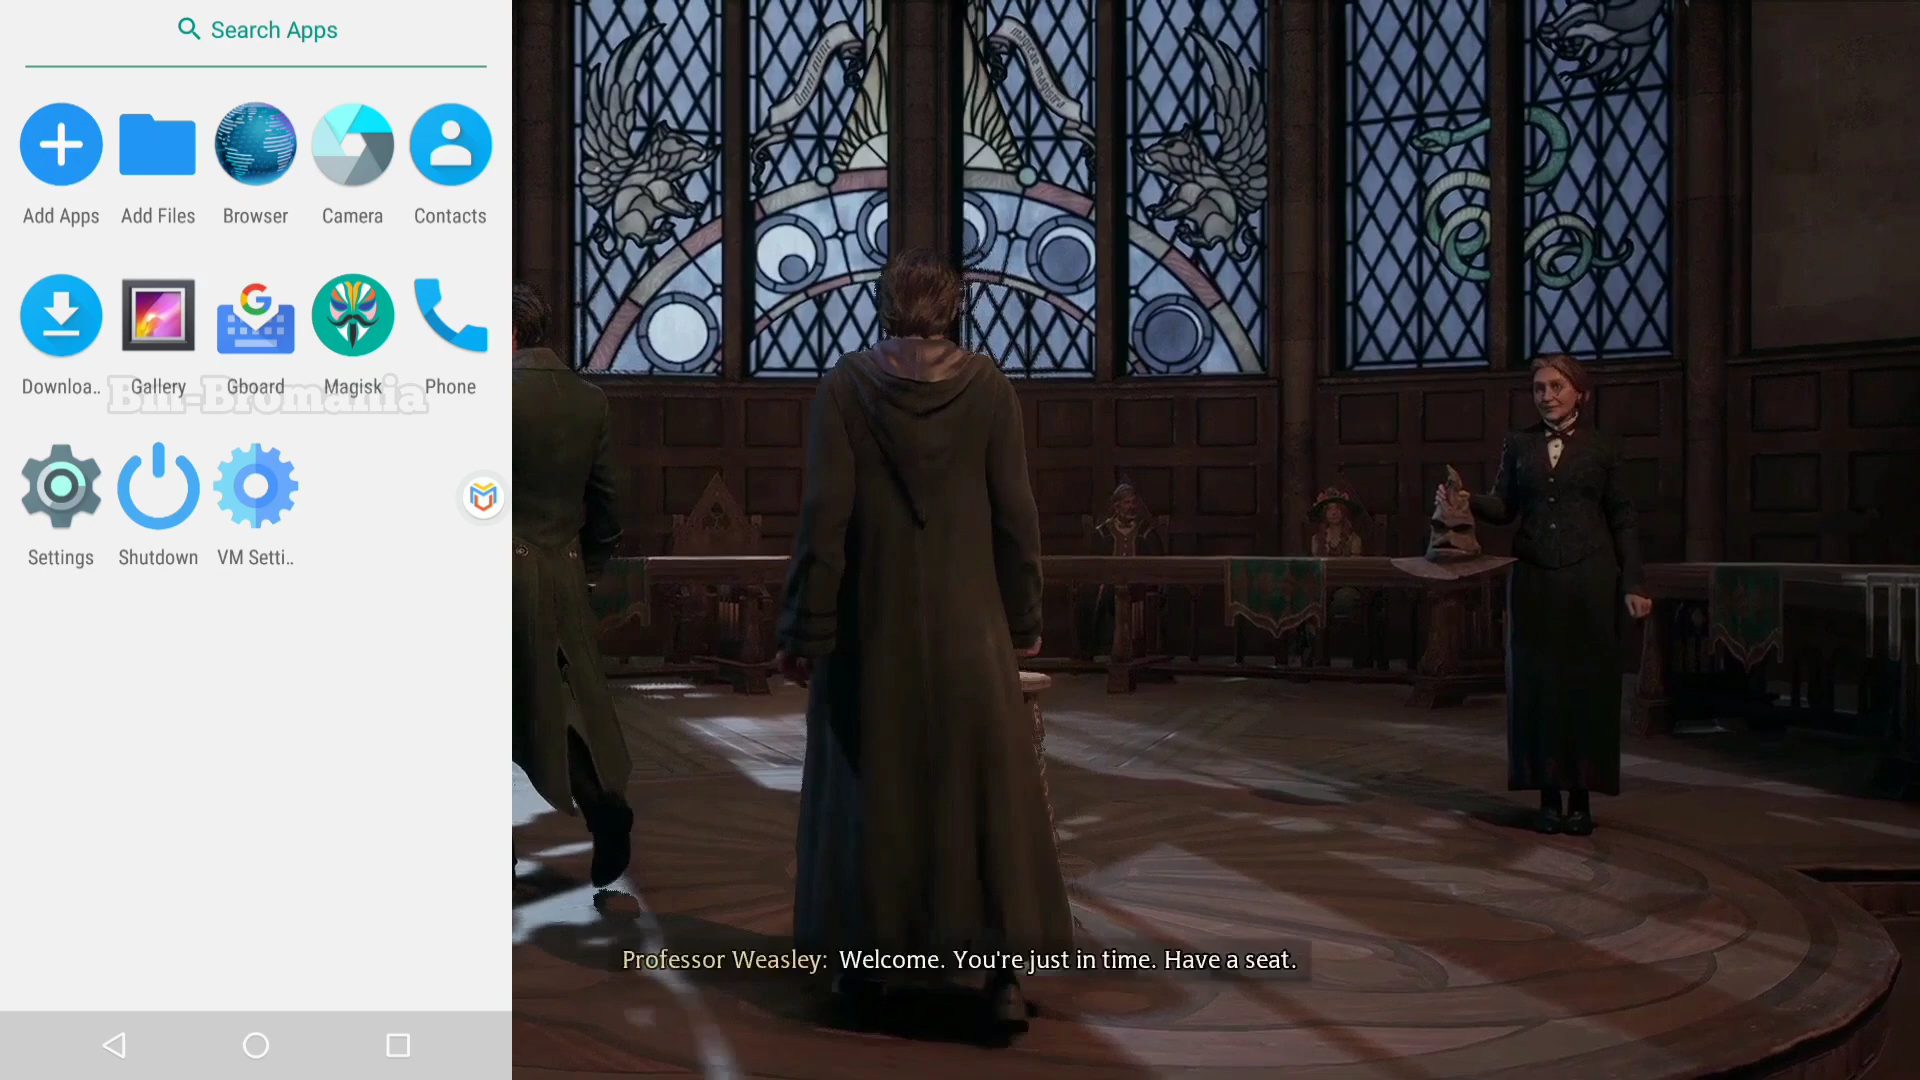 Search Apps
Add Apps
Add Files
Browser
Camera
Contacts
Downloa..
Gallery
Gboard
Magisk
Phone
Settings
Shutdown
VM Setti..
Professor Weasley: Welcome. You're just in time. Have a seat.